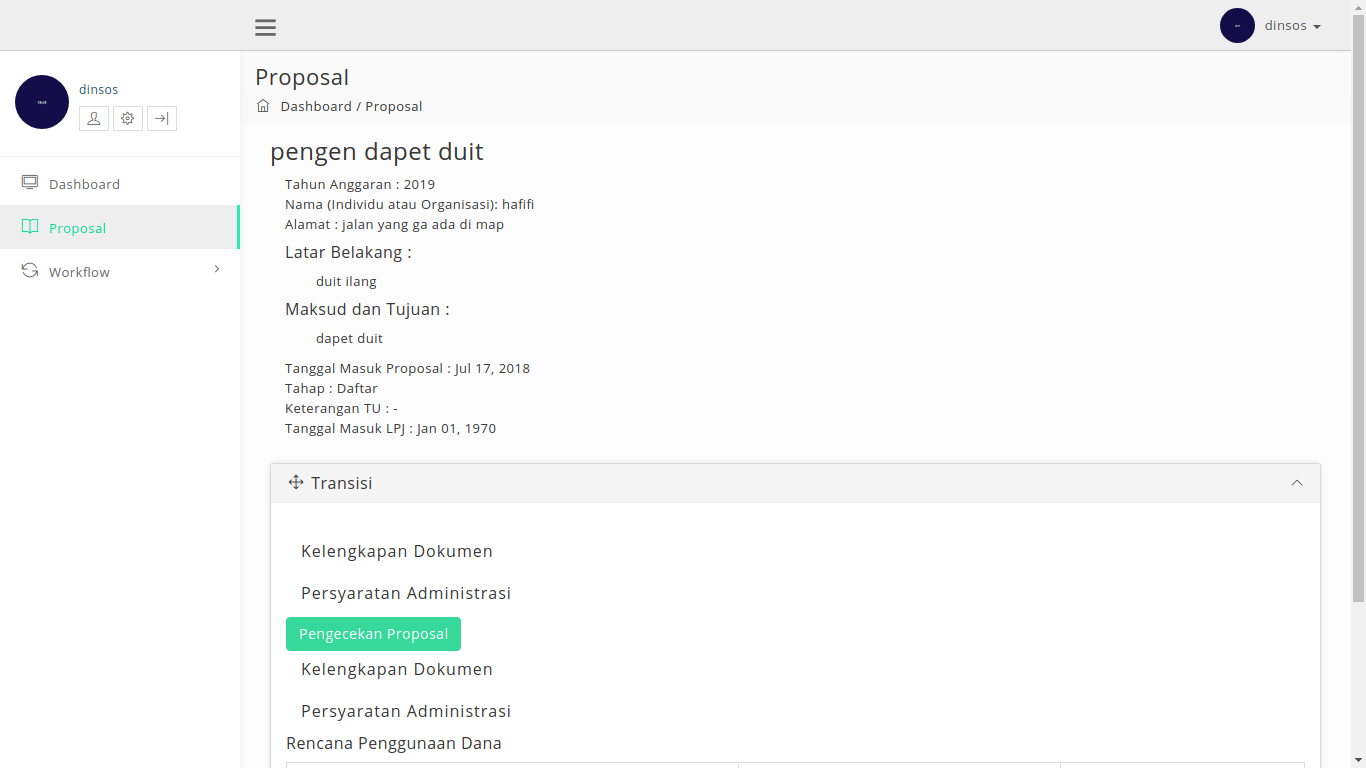 dinsos
dinsos
Dashboard
Proposal
Workflow
Proposal
Dashboard / Proposal
pengen dapet duit
Tahun Anggaran : 2019
Nama (Individu atau Organisasi): hafifi
Alamat : jalan yang ga ada di map
Latar Belakang :
duit ilang
Maksud dan Tujuan :
dapet duit
Tanggal Masuk Proposal : Jul 17, 2018
Tahap : Daftar
Keterangan TU : -
Tanggal Masuk LPJ : Jan 01, 1970
Transisi
Kelengkapan Dokumen
Persyaratan Administrasi
Pengecekan Proposal
Kelengkapan Dokumen
Persyaratan Administrasi
Rencana Penggunaan Dana